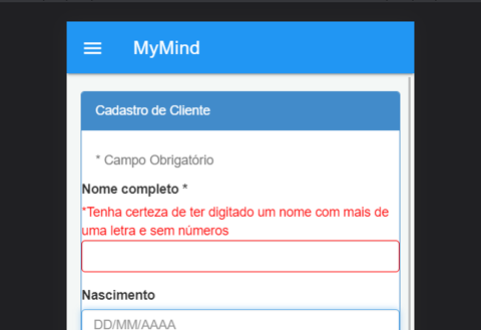 MyMind
Cadastro de Cliente
* Campo Obrigatório
Nome completo *
*Tenha certeza de ter digitado um nome com mais de
uma letra e sem números
Nascimento
DD/MM/AAAA